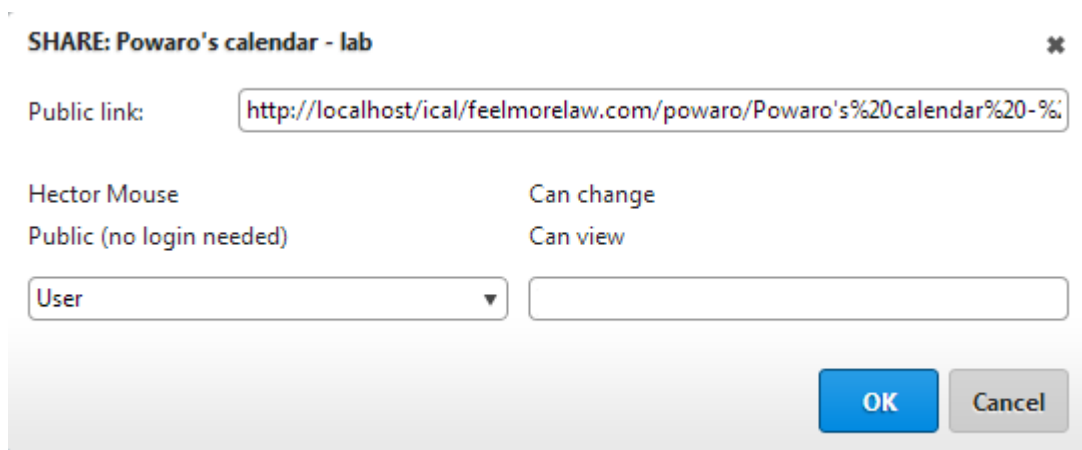 SHARE: Powaro's calendar - lab
Public link: http://localhost/ical/feelmorelaw.com/powaro/Powaro's%20calendar%20-%
Hector Mouse Can change
Public (no login needed) Can view
User
OK Cancel